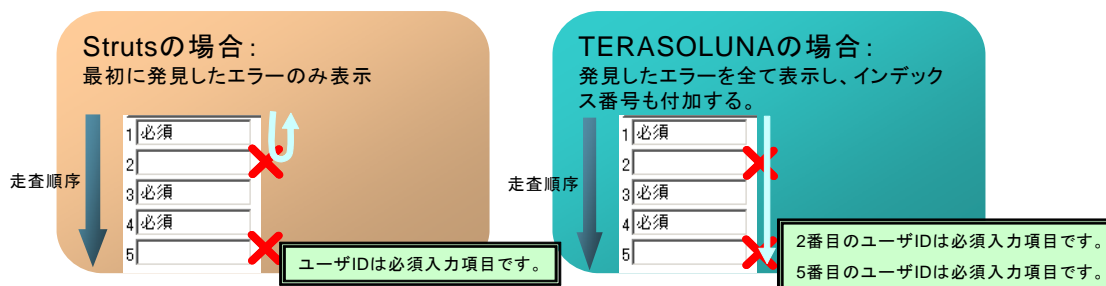 Strutsの場合:
最初に発見したエラーのみ表示
走査順序
1 必須
2
3 必須
4 必須
5
ユーザIDは必須入力項目です。
TERASOLUNAの場合:
発見したエラーを全て表示し、インデック
ス番号も付加する。
走査順序
1 必須
2
3 必須
4 必須
5
2番目のユーザIDは必須入力項目です。
5番目のユーザIDは必須入力項目です。